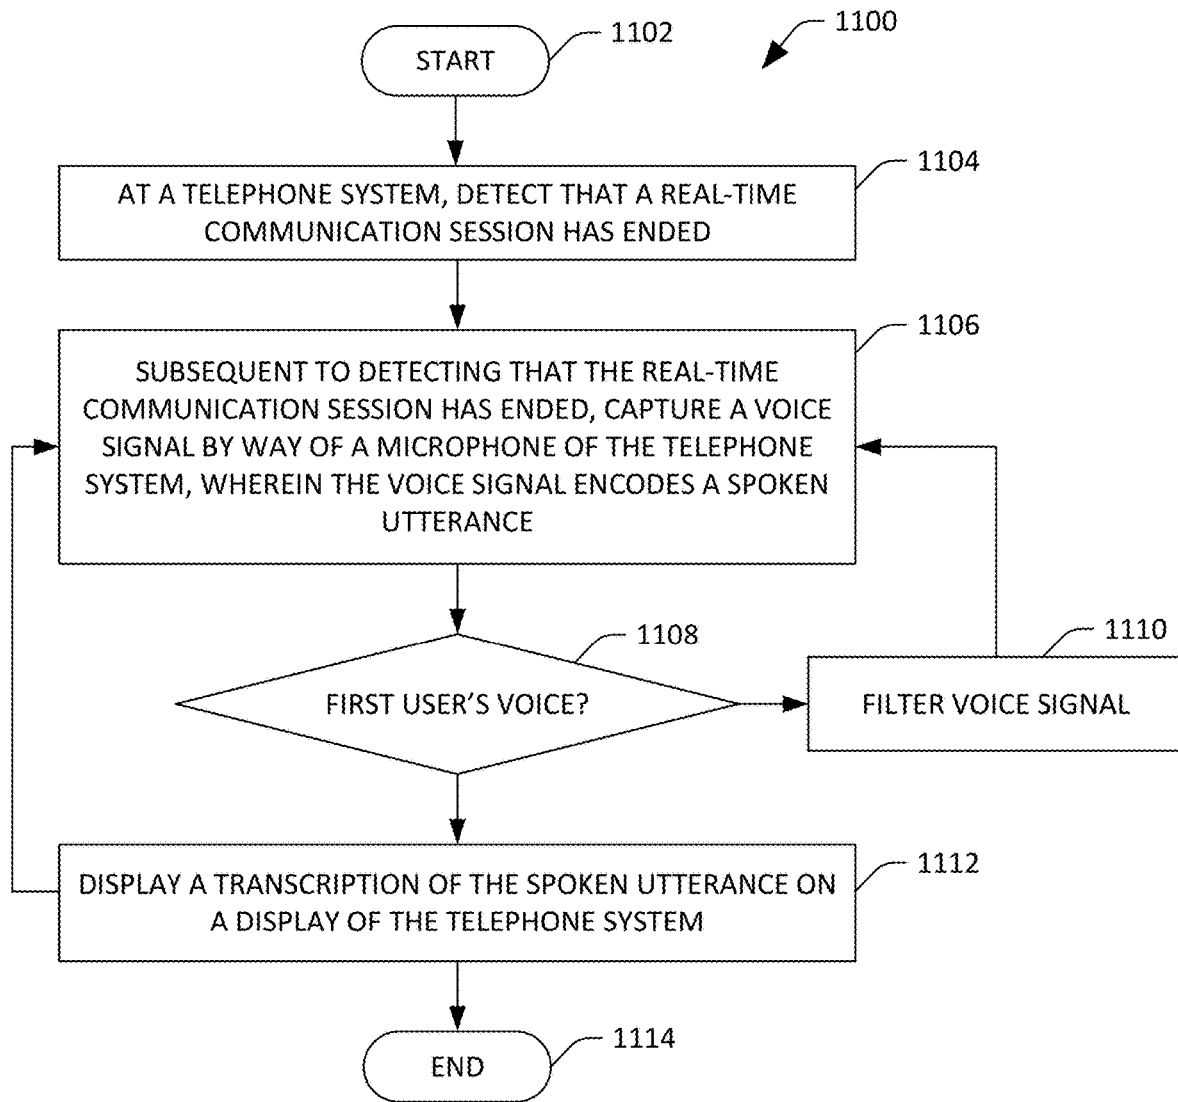 1100
START
1102
AT A TELEPHONE SYSTEM, DETECT THAT A REAL-TIME
COMMUNICATION SESSION HAS ENDED
1104
SUBSEQUENT TO DETECTING THAT THE REAL-TIME
COMMUNICATION SESSION HAS ENDED, CAPTURE A VOICE
SIGNAL BY WAY OF A MICROPHONE OF THE TELEPHONE
SYSTEM, WHEREIN THE VOICE SIGNAL ENCODES A SPOKEN
UTTERANCE
1106
FIRST USER’S VOICE?
1108
FILTER VOICE SIGNAL
1110
DISPLAY A TRANSCRIPTION OF THE SPOKEN UTTERANCE ON
A DISPLAY OF THE TELEPHONE SYSTEM
1112
END
1114